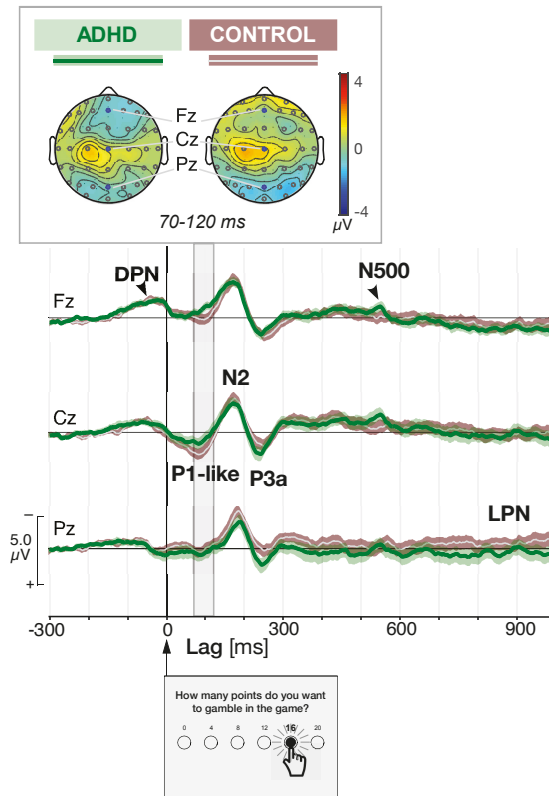 ADHD CONTROL
4
Fz
Cz
0
Pz
70-120 ms
-4
µV
DPN
N500
Fz
N2
Cz
P1-like
P3a
LPN
Pz
−
5.0
µV
+
-300 0 300 600 900
Lag [ms]
How many points do you want
to gamble in the game?
0 4 8 12 16 20